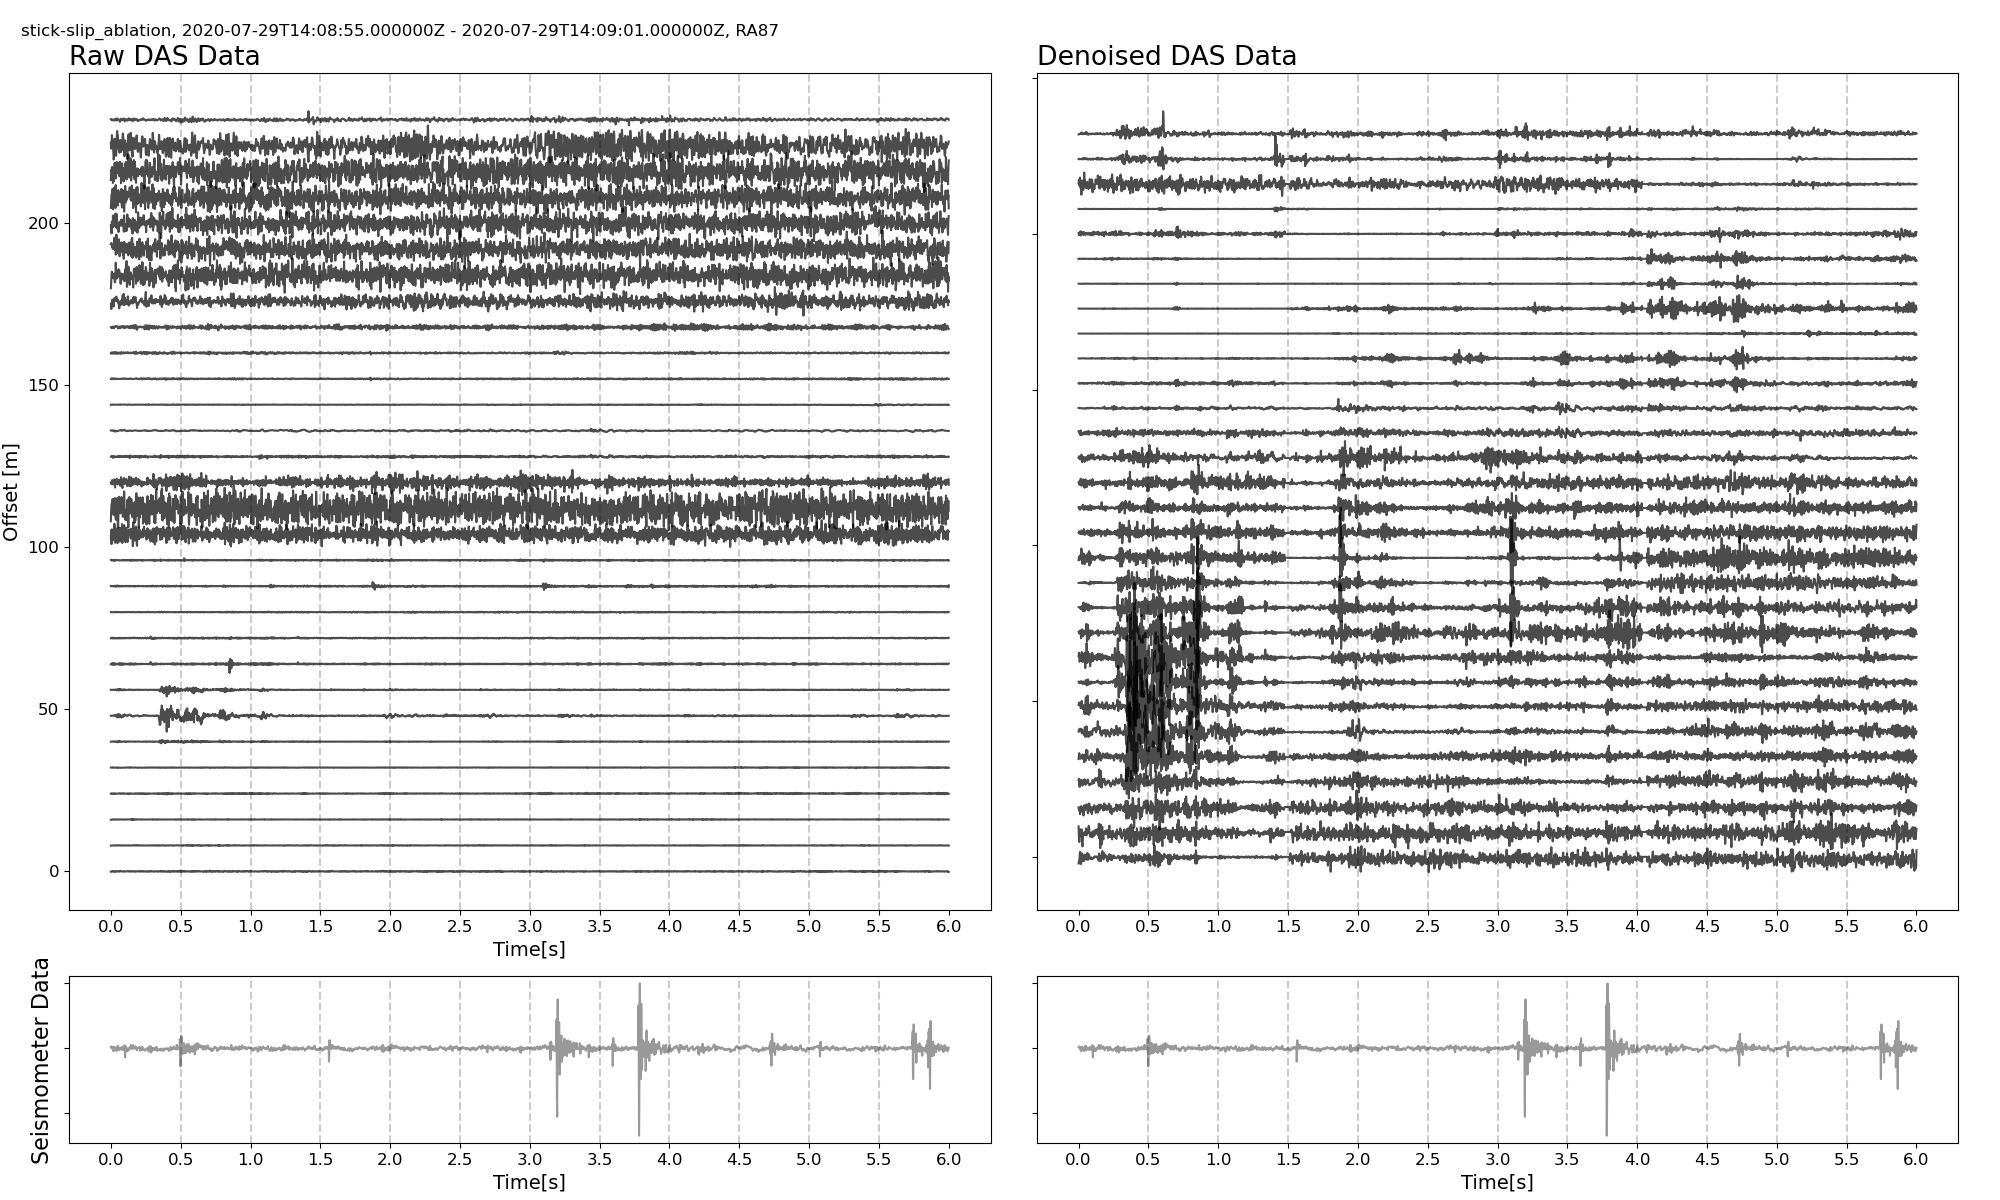 stick-slip_ablation, 2020-07-29T14:08:55.000000Z - 2020-07-29T14:09:01.000000Z, RA87
Raw DAS Data
Denoised DAS Data
Offset [m]
200
150
100
50
0
0.0 0.5 1.0 1.5 2.0 2.5 3.0 3.5 4.0 4.5 5.0 5.5 6.0
Time[s]
0.0 0.5 1.0 1.5 2.0 2.5 3.0 3.5 4.0 4.5 5.0 5.5 6.0
Seismometer Data
0.0 0.5 1.0 1.5 2.0 2.5 3.0 3.5 4.0 4.5 5.0 5.5 6.0
Time[s]
0.0 0.5 1.0 1.5 2.0 2.5 3.0 3.5 4.0 4.5 5.0 5.5 6.0
Time[s]